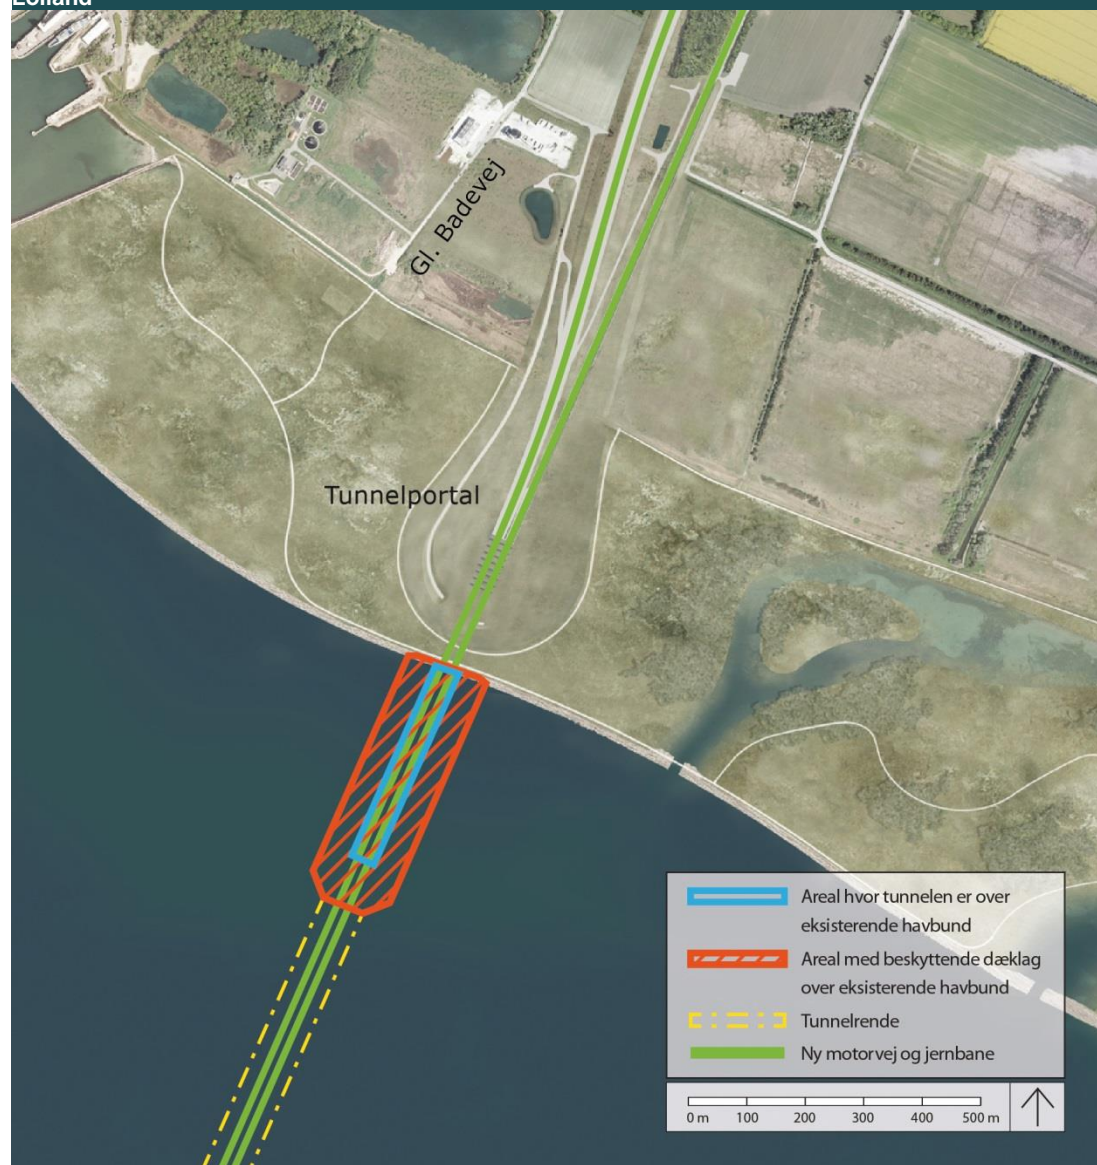 Lolland
Gl. Badevej
Tunnelportal
Areal hvor tunnelen er over
eksisterende havbund
Areal med beskyttende dæklag
over eksisterende havbund
Tunnelrende
Ny motorvej og jernbane
0 m 100 200 300 400 500 m